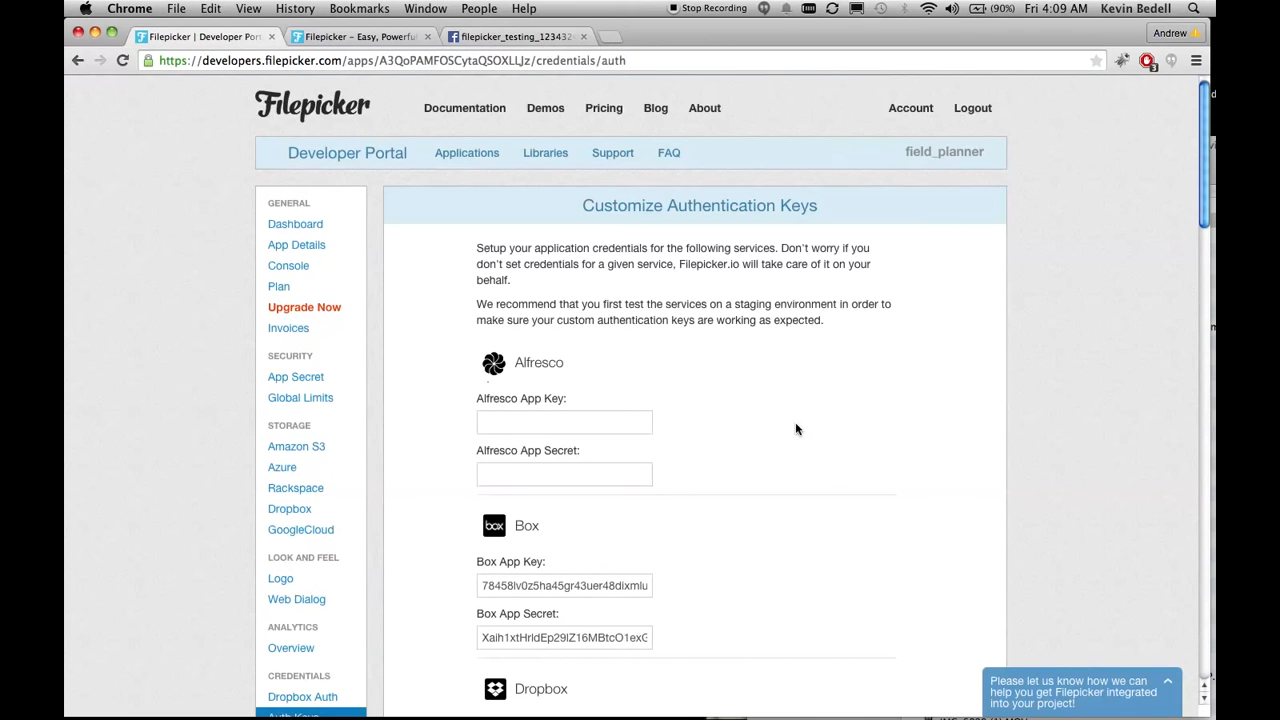 Chrome File Edit View History Bookmarks Window People Help Stop Recording (90%) Fri 4:09 AM Kevin Bedell
Filepicker | Developer Port Filepicker – Easy, Powerful filepicker_testing_12343 Andrew
https://developers.filepicker.com/apps/A3QoPAMFOSCytaQSOXLLJz/credentials/auth
3
Filepicker Documentation Demos Pricing Blog About Account Logout
Developer Portal Applications Libraries Support FAQ field_planner
GENERAL
Dashboard
App Details
Console
Plan
Upgrade Now
Invoices
SECURITY
App Secret
Global Limits
STORAGE
Amazon S3
Azure
Rackspace
Dropbox
GoogleCloud
LOOK AND FEEL
Logo
Web Dialog
ANALYTICS
Overview
CREDENTIALS
Dropbox Auth
Auth Keys
Customize Authentication Keys
Setup your application credentials for the following services. Don't worry if you
don't set credentials for a given service, Filepicker.io will take care of it on your
behalf.
We recommend that you first test the services on a staging environment in order to
make sure your custom authentication keys are working as expected.
Alfresco
Alfresco App Key:
Alfresco App Secret:
box Box
Box App Key:
78458lv0z5ha45gr43uer48dixmlu
Box App Secret:
Xaih1xtHrldEp29lZ16MBtcO1exG
Dropbox
Please let us know how we can
help you get Filepicker integrated
into your project!